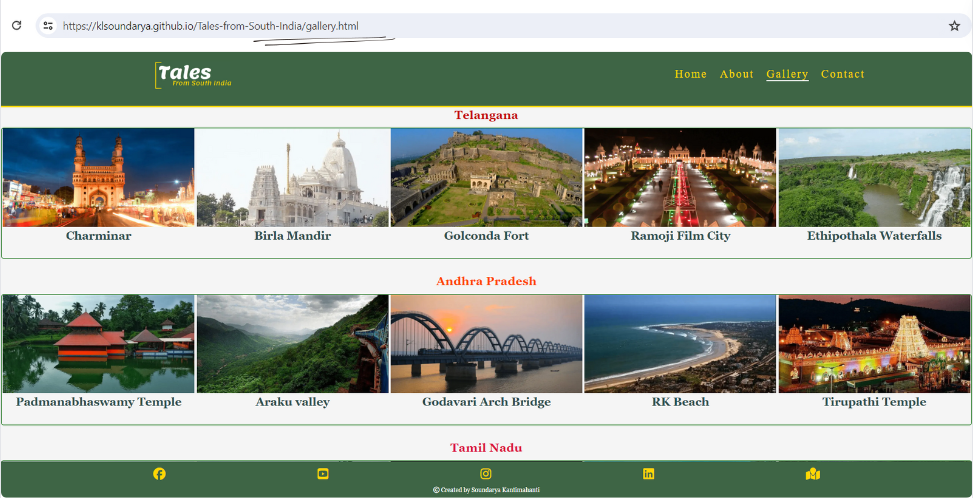 https://klsoundarya.github.io/Tales-from-South-India/gallery.html
Tales
from South India
Home About Gallery Contact
Telangana
Charminar Birla Mandir Golconda Fort Ramoji Film City Ethipothala Waterfalls
Andhra Pradesh
Padmanabhaswamy Temple Araku valley Godavari Arch Bridge RK Beach Tirupathi Temple
Tamil Nadu
© Created by Soundarya Kantimahanti